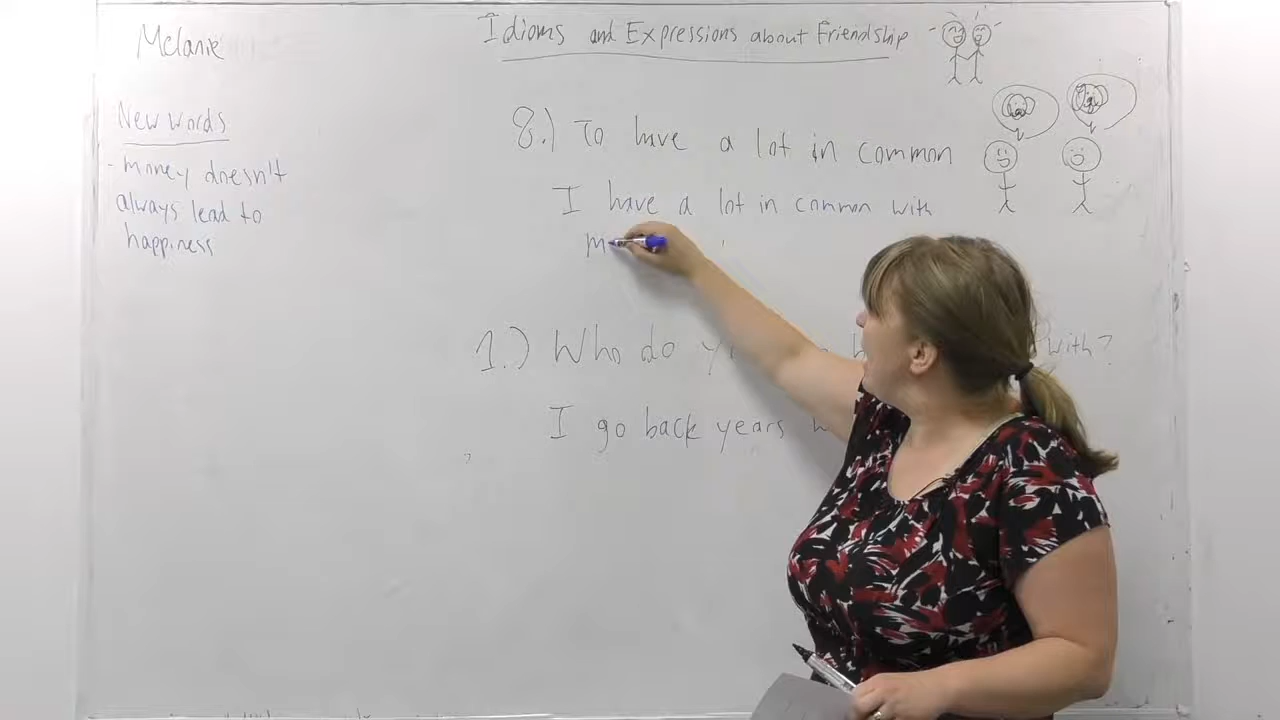 Melanie
Idioms and Expressions about Friendship
New words
- money doesn't
always lead to
happiness
8.) To have a lot in common
I have a lot in common with
m
1.) Who do with?
I go back years